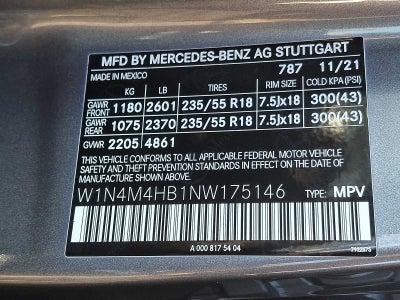 MFD BY MERCEDES-BENZ AG STUTTGART
MADE IN MEXICO 787 11/21
KG LB TIRES RIM SIZE COLD KPA(PSI)
GAWR FRONT 1180 2601 235/55 R18 7.5Jx18 300(43)
GAWR REAR 1075 2370 235/55 R18 7.5Jx18 300(43)
GVWR 2205 4861
THIS VEHICLE CONFORMS TO ALL APPLICABLE FEDERAL MOTOR VEHICLE
SAFETY, BUMPER, AND THEFT PREVENTION STANDARDS IN EFFECT ON THE DATE OF
MANUFACTURE SHOWN ABOVE.
W1N4M4HB1NW175146 TYPE: MPV
A 000 817 54 04 7922875